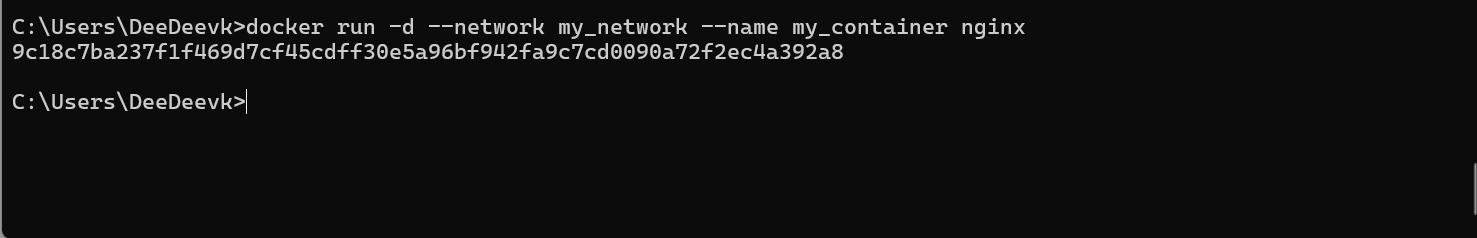 C:\Users\DeeDeevk>docker run -d --network my_network --name my_container nginx
9c18c7ba237f1f469d7cf45cdff30e5a96bf942fa9c7cd0090a72f2ec4a392a8
C:\Users\DeeDeevk>